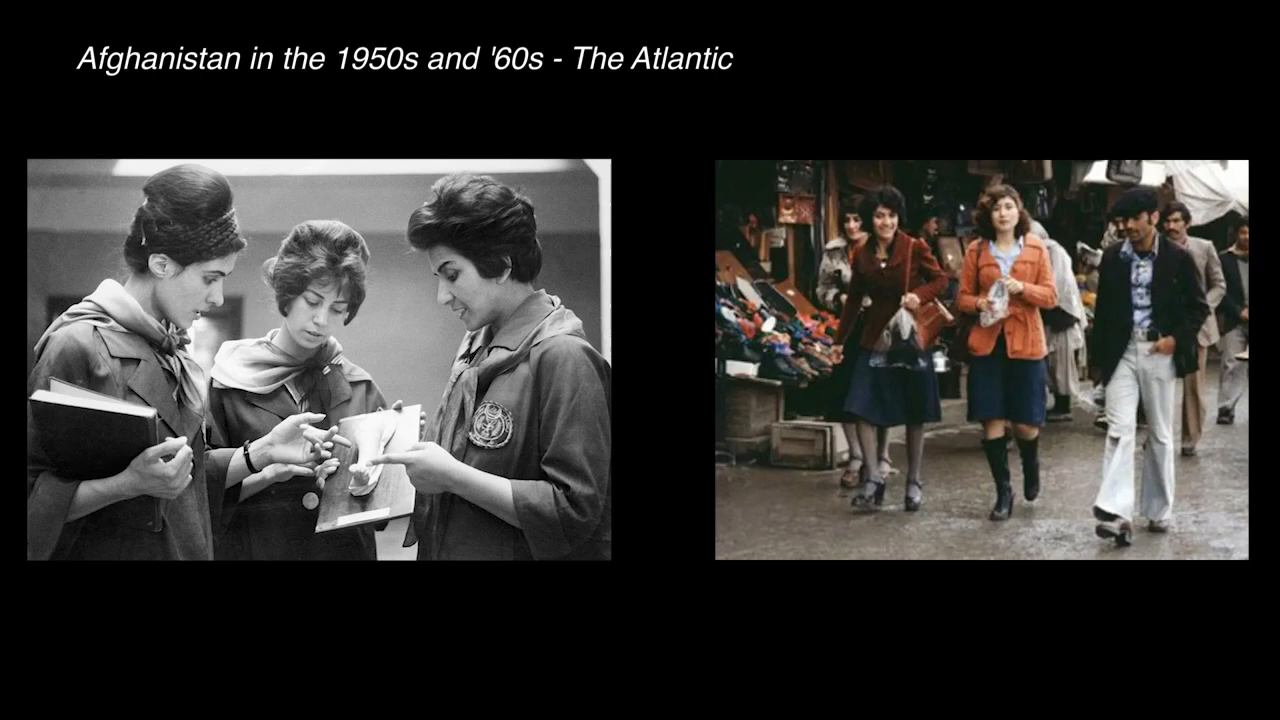 Afghanistan in the 1950s and '60s - The Atlantic